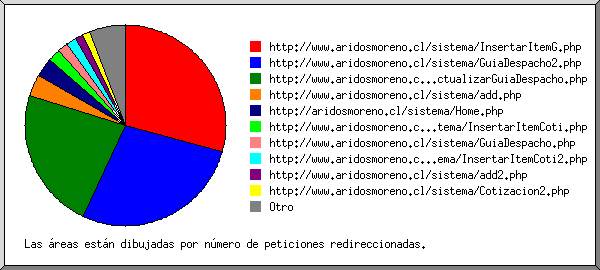 http://www.aridosmoreno.cl/sistema/InsertarItemG.php
http://www.aridosmoreno.cl/sistema/GuiaDespacho2.php
http://www.aridosmoreno.c...ctualizarGuiaDespacho.php
http://www.aridosmoreno.cl/sistema/add.php
http://aridosmoreno.cl/sistema/Home.php
http://www.aridosmoreno.c...tema/InsertarItemCoti.php
http://www.aridosmoreno.cl/sistema/GuiaDespacho.php
http://www.aridosmoreno.c...ema/InsertarItemCoti2.php
http://www.aridosmoreno.cl/sistema/add2.php
http://www.aridosmoreno.cl/sistema/Cotizacion2.php
Otro
Las áreas están dibujadas por número de peticiones redireccionadas.